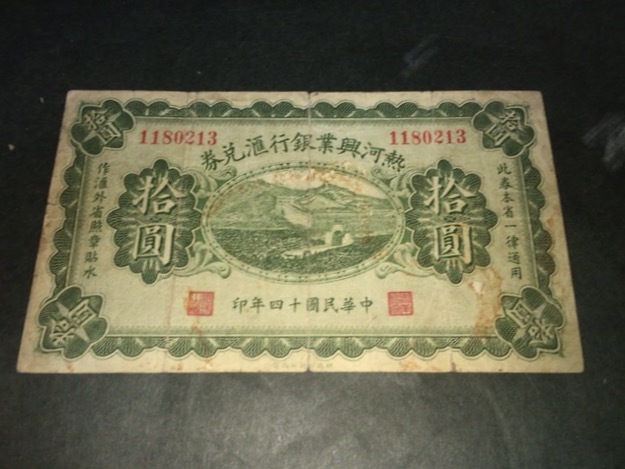 1180213 1180213
熱河興業銀行滙兌券
此券本省一律通用
拾圓 拾圓
作滙外省照章貼水
中華民國十四年印